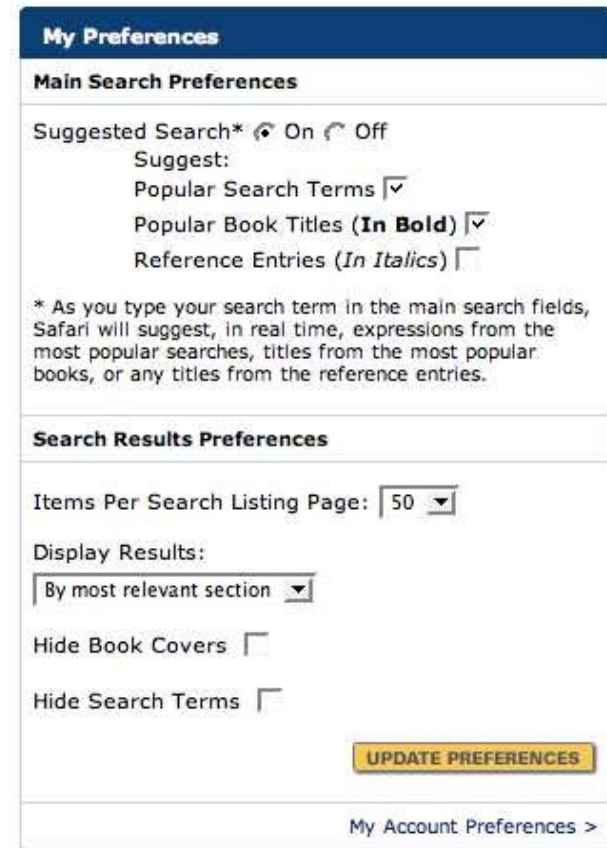 My Preferences
Main Search Preferences
Suggested Search* On Off
Suggest:
Popular Search Terms
Popular Book Titles (In Bold)
Reference Entries (In Italics)
* As you type your search term in the main search fields,
Safari will suggest, in real time, expressions from the
most popular searches, titles from the most popular
books, or any titles from the reference entries.
Search Results Preferences
Items Per Search Listing Page: 50
Display Results:
By most relevant section
Hide Book Covers
Hide Search Terms
UPDATE PREFERENCES
My Account Preferences >